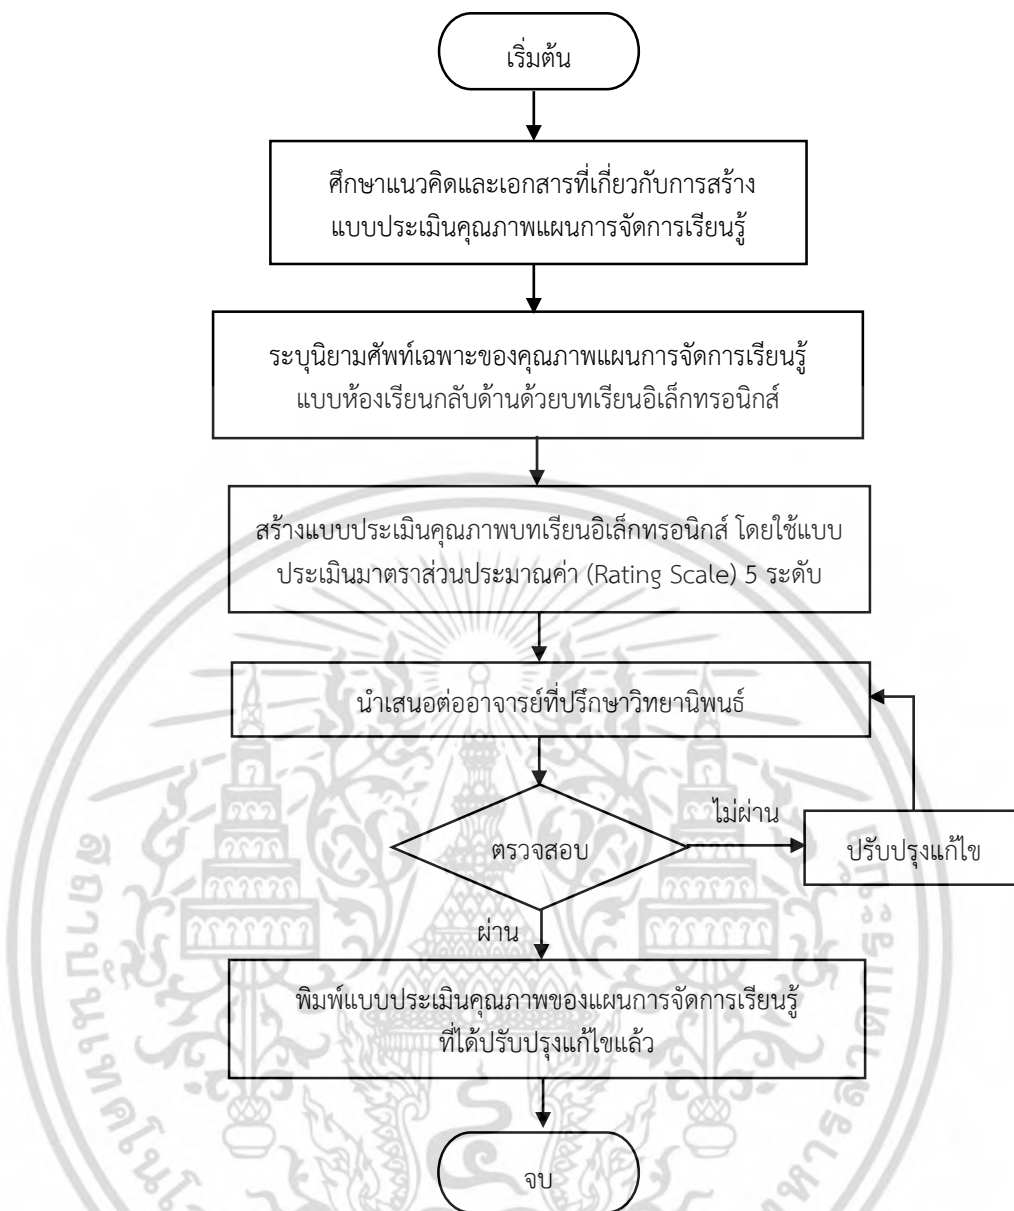 เริ่มต้น
ศึกษาแนวคิดและเอกสารที่เกี่ยวกับการสร้าง
แบบประเมินคุณภาพแผนการจัดการเรียนรู้
ระบุนิยามศัพท์เฉพาะของคุณภาพแผนการจัดการเรียนรู้
แบบห้องเรียนกลับด้านด้วยบทเรียนอิเล็กทรอนิกส์
สร้างแบบประเมินคุณภาพบทเรียนอิเล็กทรอนิกส์ โดยใช้แบบ
ประเมินมาตราส่วนประมาณค่า (Rating Scale) 5 ระดับ
นำเสนอต่ออาจารย์ที่ปรึกษาวิทยานิพนธ์
ตรวจสอบ
ไม่ผ่าน
ปรับปรุงแก้ไข
ผ่าน
พิมพ์แบบประเมินคุณภาพของแผนการจัดการเรียนรู้
ที่ได้ปรับปรุงแก้ไขแล้ว
จบ